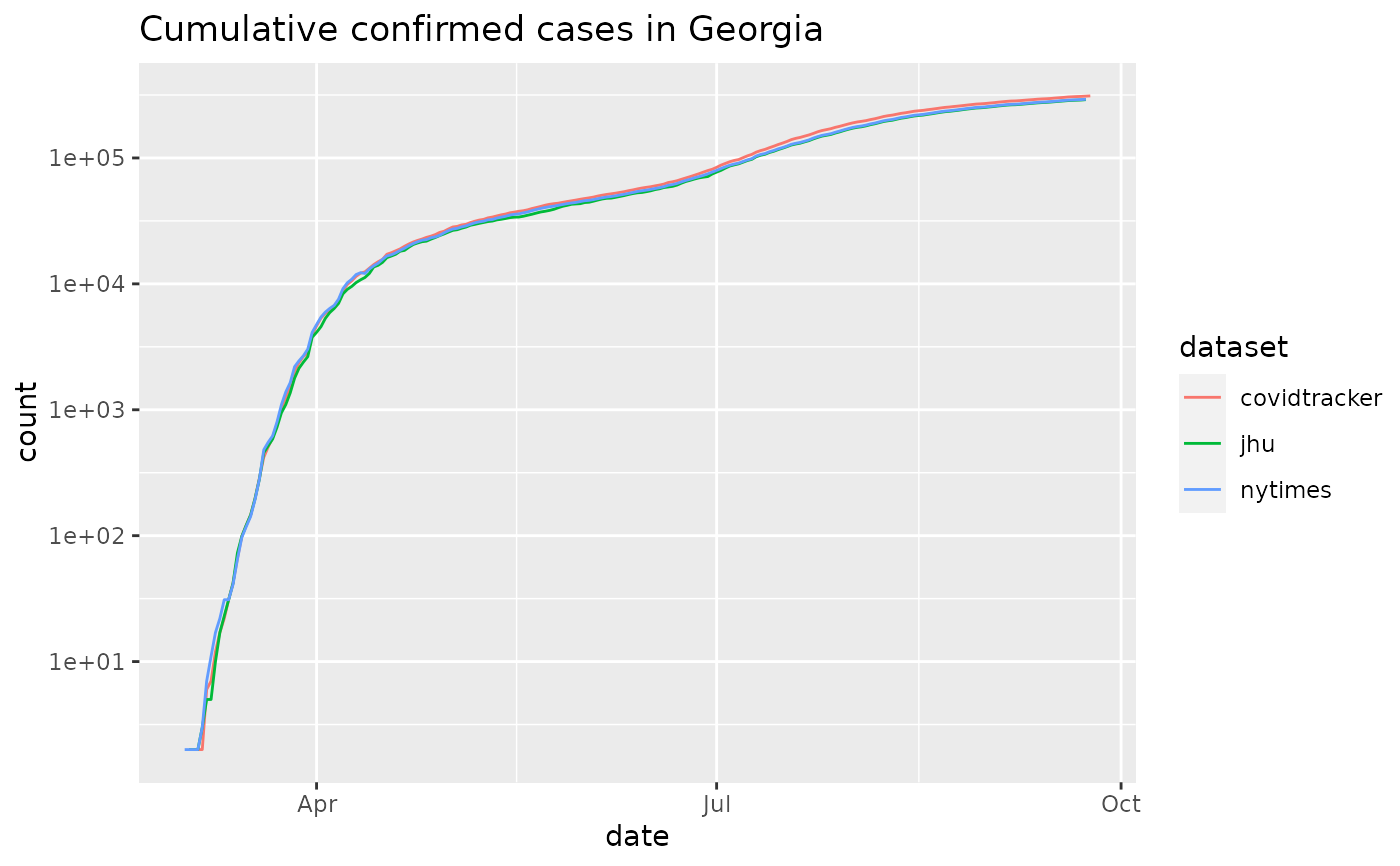 Cumulative confirmed cases in Georgia
1e+05
1e+04
1e+03
1e+02
1e+01
count
Apr
Jul
Oct
date
dataset
covidtracker
jhu
nytimes